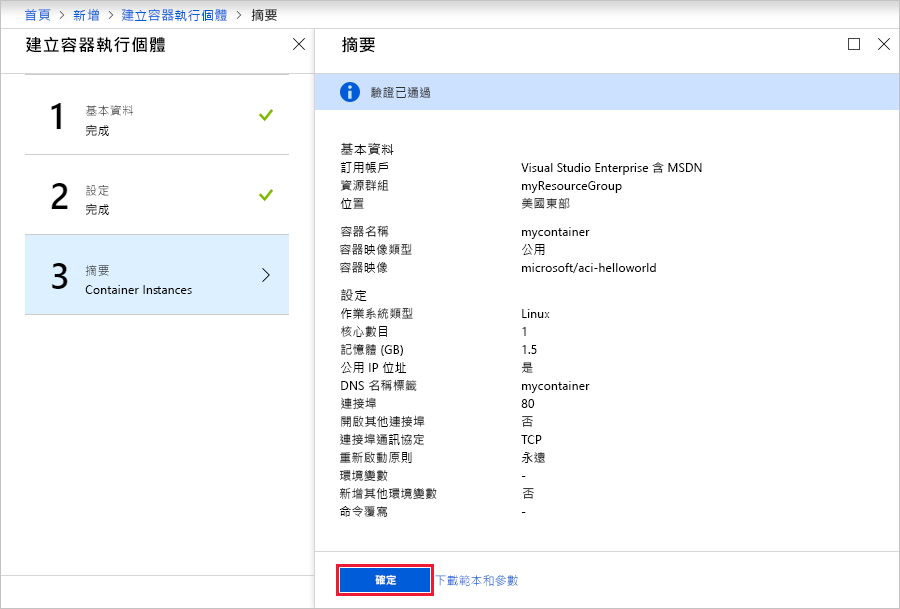 首頁 > 新增 > 建立容器執行個體 > 摘要
建立容器執行個體
1
基本資料
完成
2
設定
完成
3
摘要
Container Instances
摘要
驗證已通過
基本資料
訂用帳戶 Visual Studio Enterprise 含 MSDN
資源群組 myResourceGroup
位置 美國東部
容器名稱 mycontainer
容器映像類型 公用
容器映像 microsoft/aci-helloworld
設定
作業系統類型 Linux
核心數目 1
記憶體 (GB) 1.5
公用 IP 位址 是
DNS 名稱標籤 mycontainer
連接埠 80
開啟其他連接埠 否
連接埠通訊協定 TCP
重新啟動原則 永遠
環境變數 -
新增其他環境變數 否
命令覆寫 -
確定 下載範本和參數